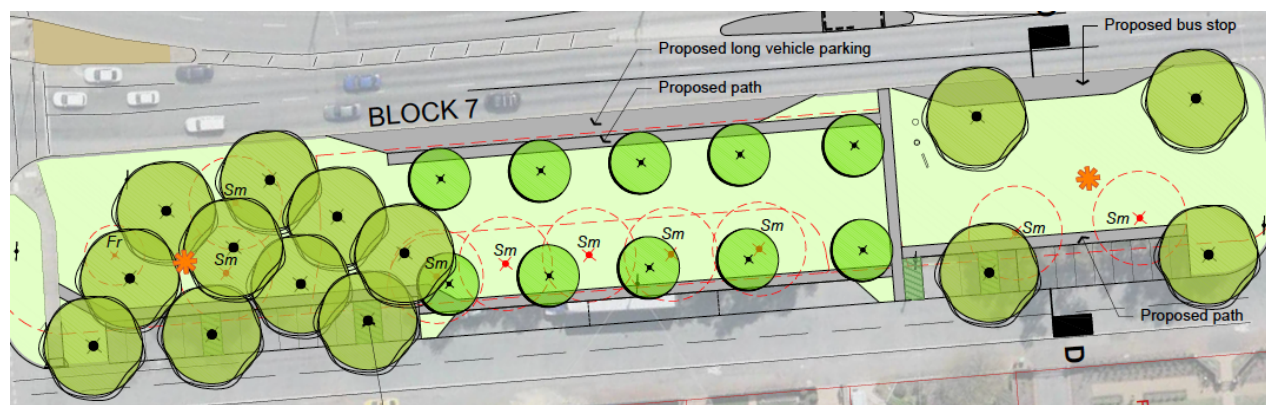 Proposed bus stop
Proposed long vehicle parking
Proposed path
BLOCK 7
Sm
Sm
Sm
Fr
Sm
Sm
Sm
Sm
Sm
Sm
Proposed path
D